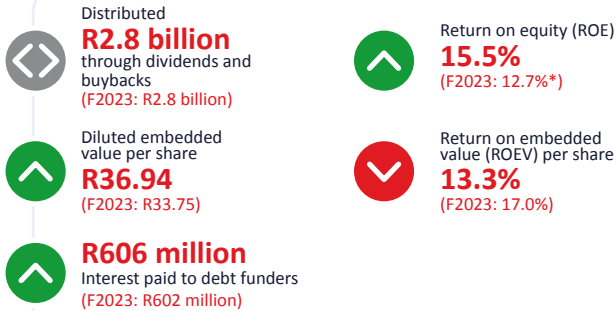 Distributed
R2.8 billion
through dividends and
buybacks
(F2023: R2.8 billion)
Diluted embedded
value per share
R36.94
(F2023: R33.75)
R606 million
Interest paid to debt funders
(F2023: R602 million)
Return on equity (ROE)
15.5%
(F2023: 12.7%*)
Return on embedded
value (ROEV) per share
13.3%
(F2023: 17.0%)